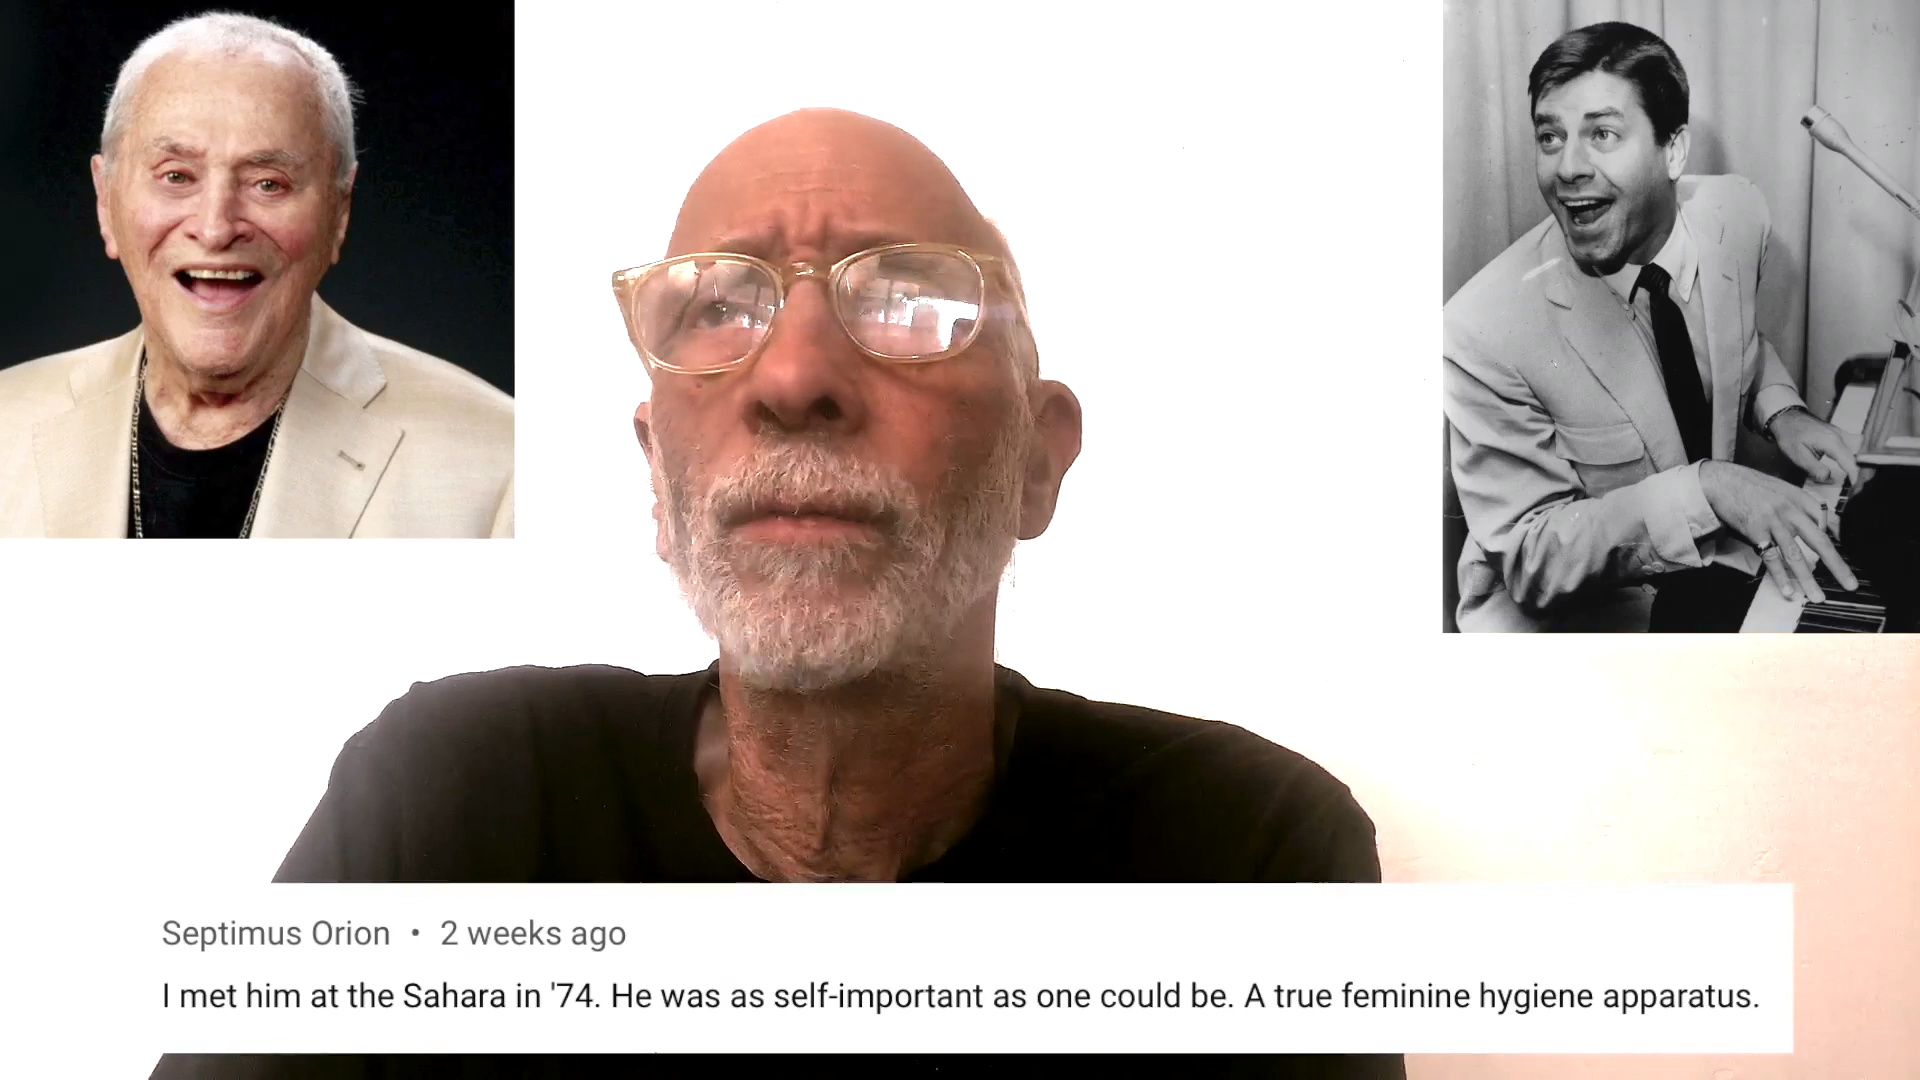 Septimus Orion • 2 weeks ago
I met him at the Sahara in '74. He was as self-important as one could be. A true feminine hygiene apparatus.